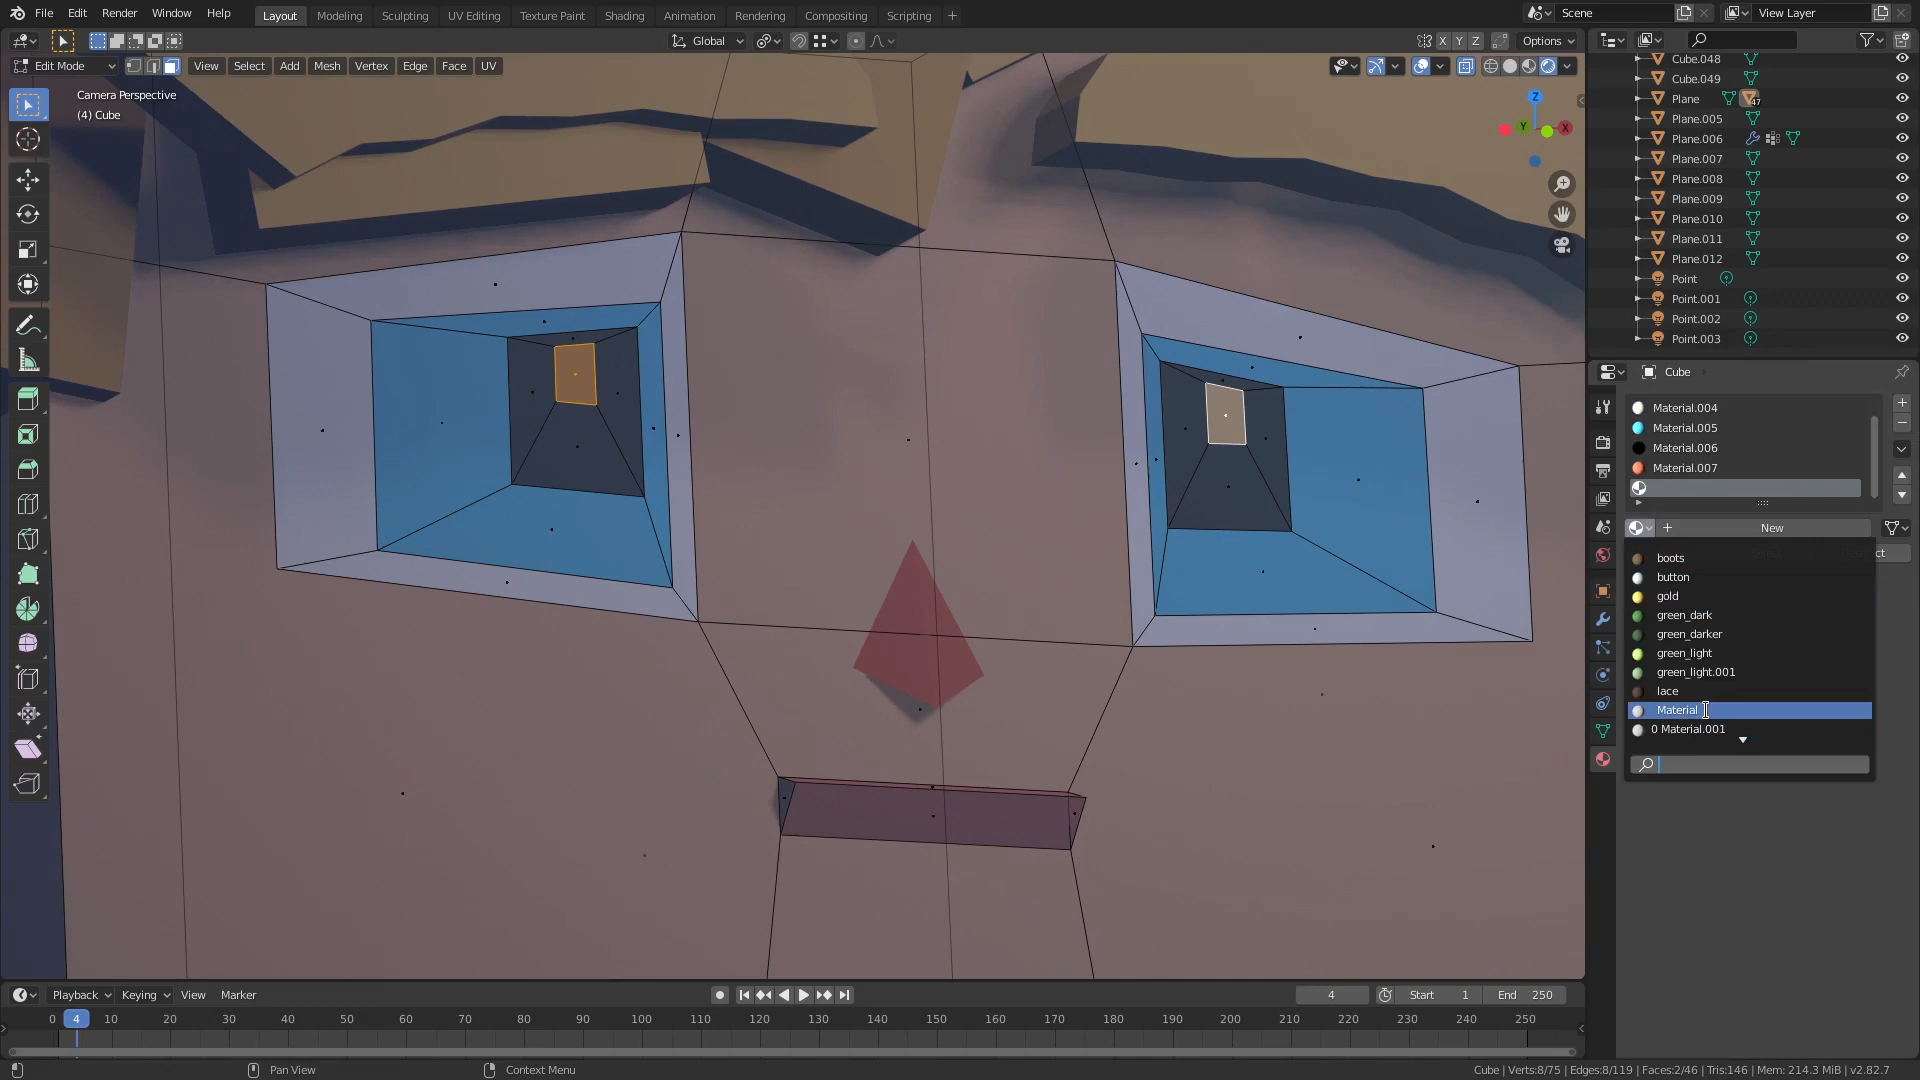 File Edit Render Window Help Layout Modeling Sculpting UV Editing Texture Paint Shading Animation Rendering Compositing Scripting + Scene View Layer
Global X Y Z Options
Edit Mode View Select Add Mesh Vertex Edge Face UV
Camera Perspective
(4) Cube
Z
Y X
Cube.048
Cube.049
Plane 47
Plane.005
Plane.006
Plane.007
Plane.008
Plane.009
Plane.010
Plane.011
Plane.012
Point
Point.001
Point.002
Point.003
Cube
Material.004
Material.005
Material.006
Material.007
New
boots
button
gold
green_dark
green_darker
green_light
green_light.001
lace
Material
0 Material.001
Playback Keying View Marker 4 Start 1 End 250
0 4 10 20 30 40 50 60 70 80 90 100 110 120 130 140 150 160 170 180 190 200 210 220 230 240 250
Pan View Context Menu Cube | Verts:8/75 | Edges:8/119 | Faces:2/46 | Tris:146 | Mem: 214.3 MiB | v2.82.7